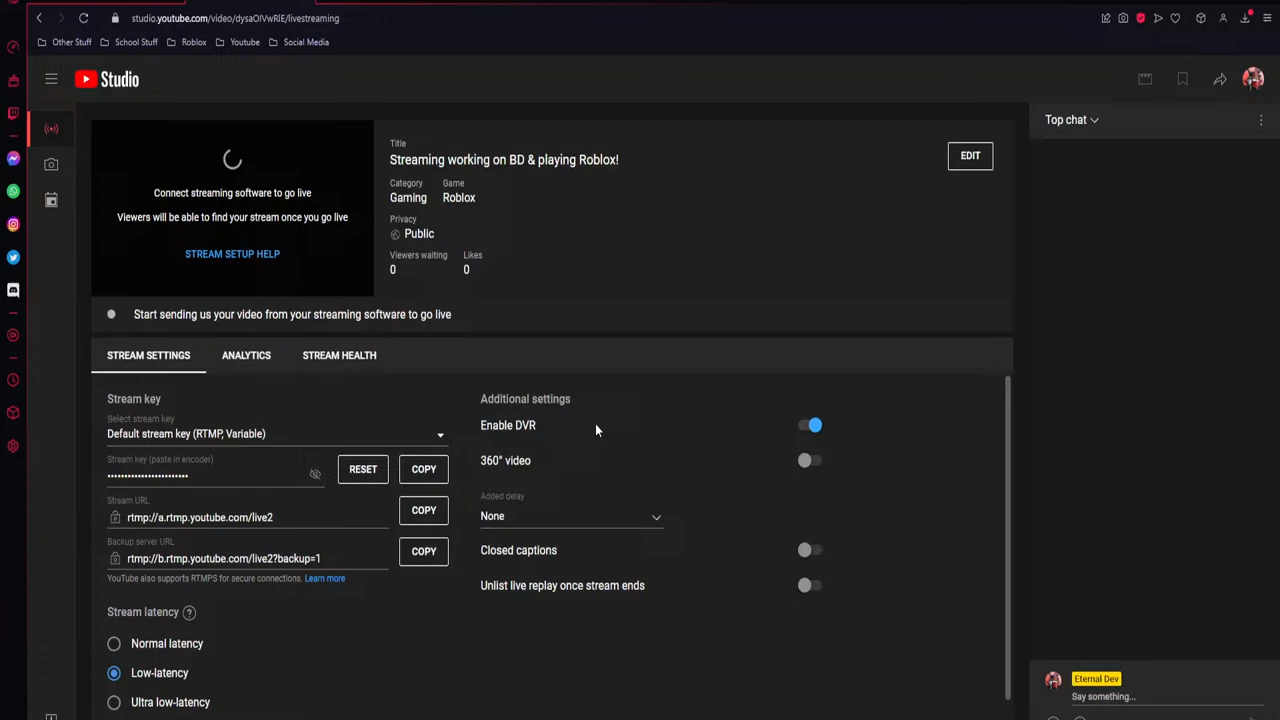 studio.youtube.com/video/dysaOIVwRlE/livestreaming
Other Stuff School Stuff Roblox Youtube Social Media
Studio
Connect streaming software to go live
Viewers will be able to find your stream once you go live
STREAM SETUP HELP
Title
Streaming working on BD & playing Roblox!
EDIT
Category Game
Gaming Roblox
Privacy
Public
Viewers waiting Likes
0 0
Start sending us your video from your streaming software to go live
Top chat
STREAM SETTINGS ANALYTICS STREAM HEALTH
Stream key
Select stream key
Default stream key (RTMP, Variable)
Stream key (paste in encoder)
RESET COPY
Stream URL
rtmp://a.rtmp.youtube.com/live2
COPY
Backup server URL
rtmp://b.rtmp.youtube.com/live2?backup=1
COPY
YouTube also supports RTMPS for secure connections. Learn more
Stream latency
Normal latency
Low-latency
Ultra low-latency
Additional settings
Enable DVR
360° video
Added delay
None
Closed captions
Unlist live replay once stream ends
Eternal Dev
Say something...